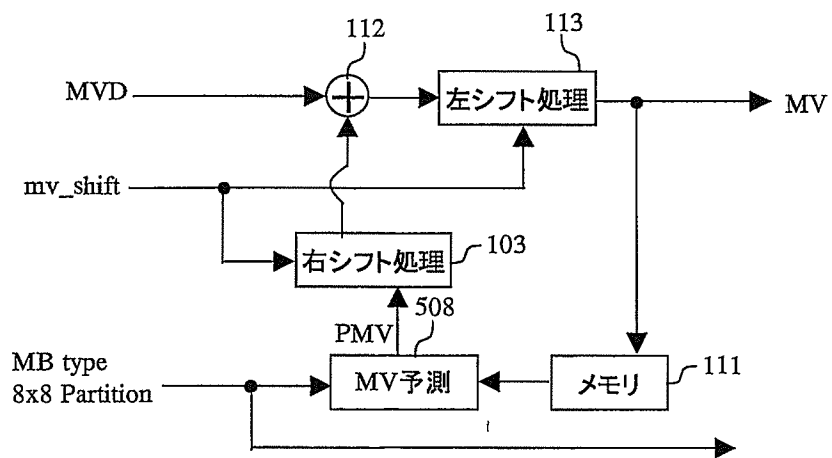 112
113
MVD
左シフト処理
MV
mv_shift
右シフト処理
103
PMV
508
MB type
8x8 Partition
MV予測
メモリ
111